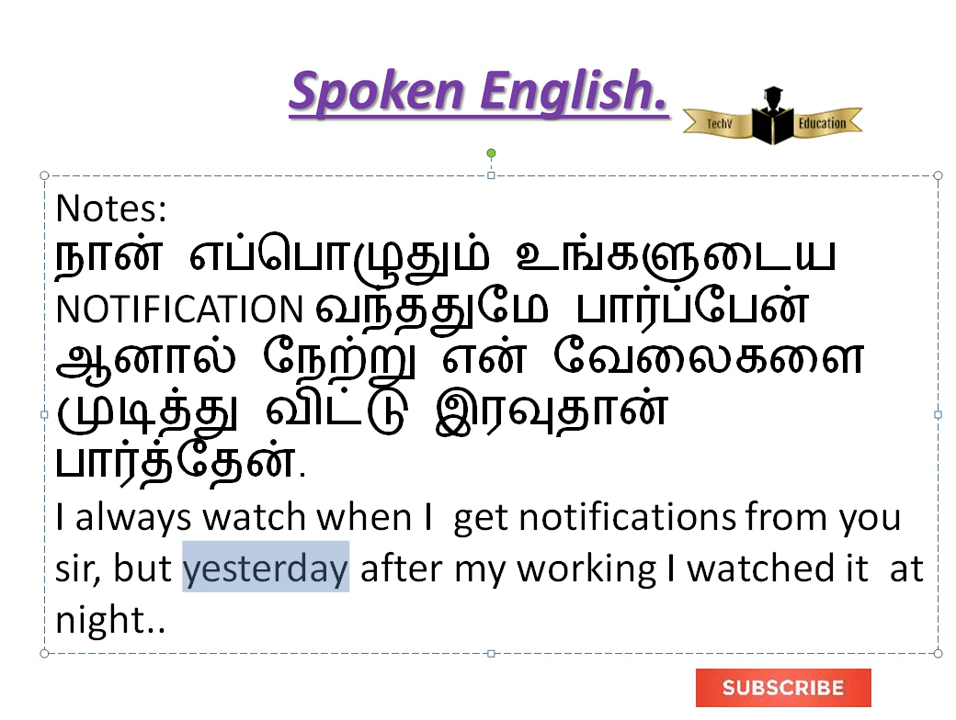 Spoken English.
TechV Education
Notes:
நான் எப்பொழுதும் உங்களுடைய
NOTIFICATION வந்ததுமே பார்ப்பேன்
ஆனால் நேற்று என் வேலைகளை
முடித்து விட்டு இரவுதான்
பார்த்தேன்.
I always watch when I get notifications from you
sir, but yesterday after my working I watched it at
night..
SUBSCRIBE